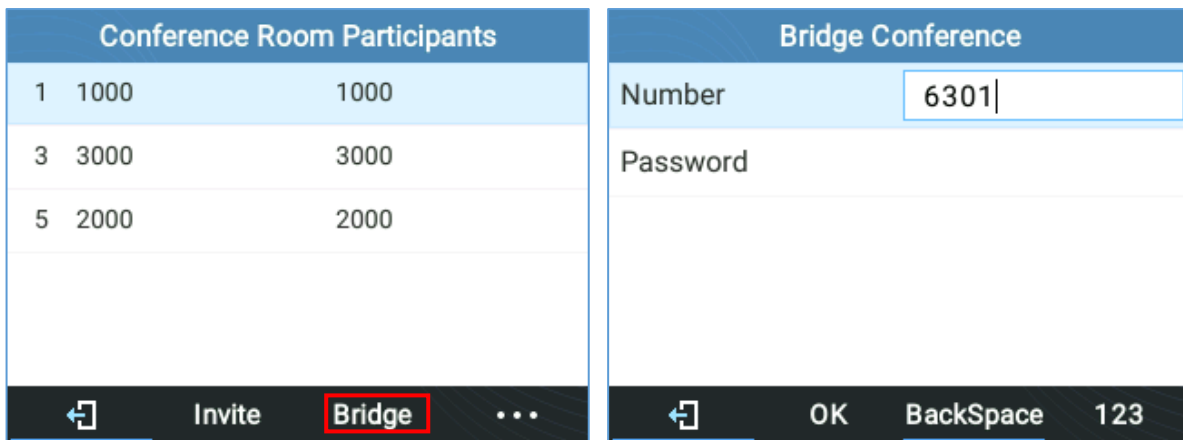 Conference Room Participants
1 1000 1000
3 3000 3000
5 2000 2000
Invite Bridge ...
Bridge Conference
Number 6301
Password
OK BackSpace 123